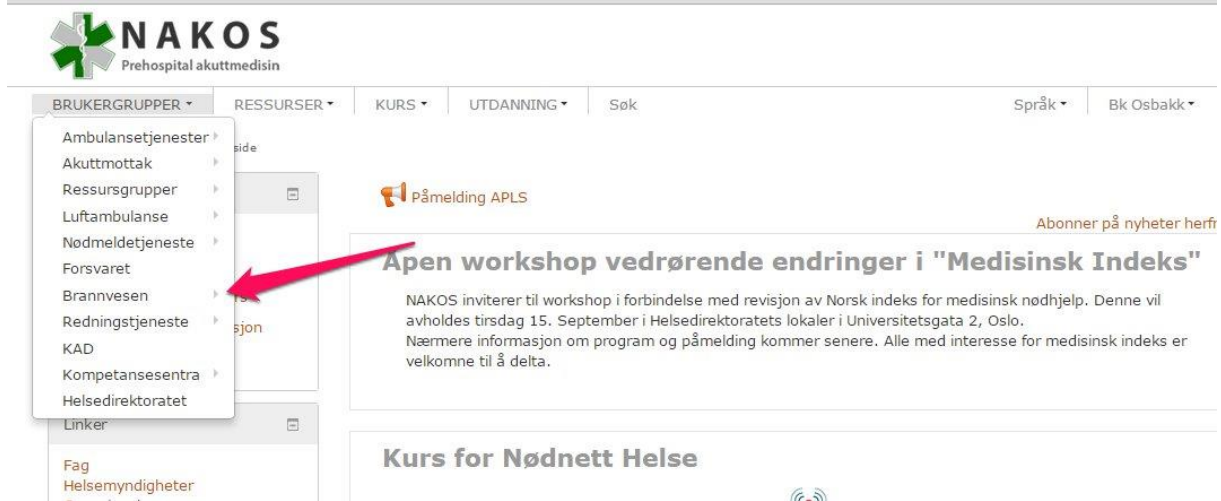 NAKOS
Prehospital akuttmedisin
BRUKERGRUPPER RESSURSER KURS UTDANNING Søk Språk Bk Osbakk
Ambulansetjenester
Akuttmottak
Ressursgrupper
Luftambulanse
Nødmeldetjeneste
Forsvaret
Brannvesen
Redningstjeneste
KAD
Kompetansesentra
Helsedirektoratet
side
sjon
Linker
Fag
Helsemyndigheter
Påmelding APLS
Abonner på nyheter herfr
Åpen workshop vedrørende endringer i "Medisinsk Indeks"
NAKOS inviterer til workshop i forbindelse med revisjon av Norsk indeks for medisinsk nødhjelp. Denne vil
avholdes tirsdag 15. September i Helsedirektoratets lokaler i Universitetsgata 2, Oslo.
Nærmere informasjon om program og påmelding kommer senere. Alle med interesse for medisinsk indeks er
velkomne til å delta.
Kurs for Nødnett Helse